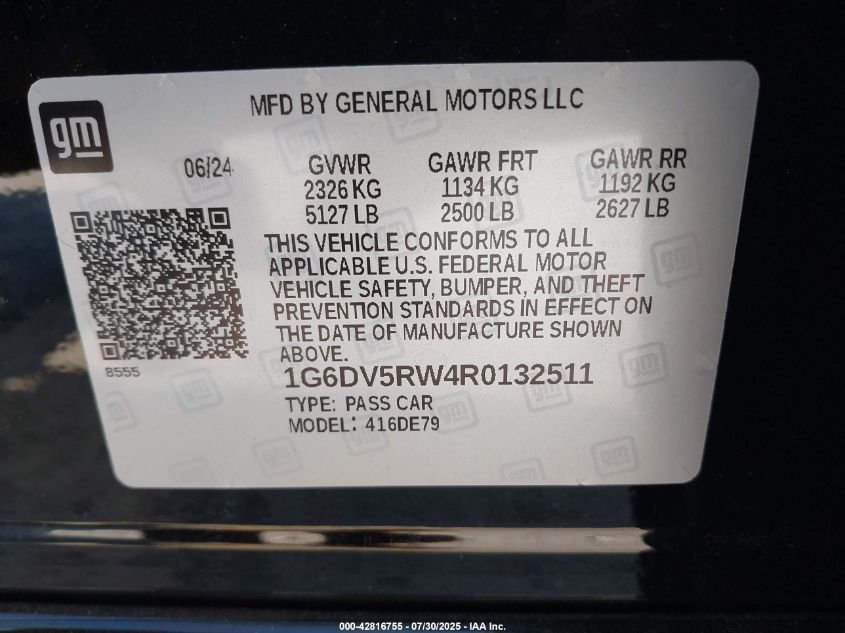 MFD BY GENERAL MOTORS LLC
gm
06/24
GVWR GAWR FRT GAWR RR
2326 KG 1134 KG 1192 KG
5127 LB 2500 LB 2627 LB
THIS VEHICLE CONFORMS TO ALL
APPLICABLE U.S. FEDERAL MOTOR
VEHICLE SAFETY, BUMPER, AND THEFT
PREVENTION STANDARDS IN EFFECT ON
THE DATE OF MANUFACTURE SHOWN
ABOVE.
8555
1G6DV5RW4R0132511
TYPE: PASS CAR
MODEL: 416DE79
000-42816755 - 07/30/2025 - IAA Inc.